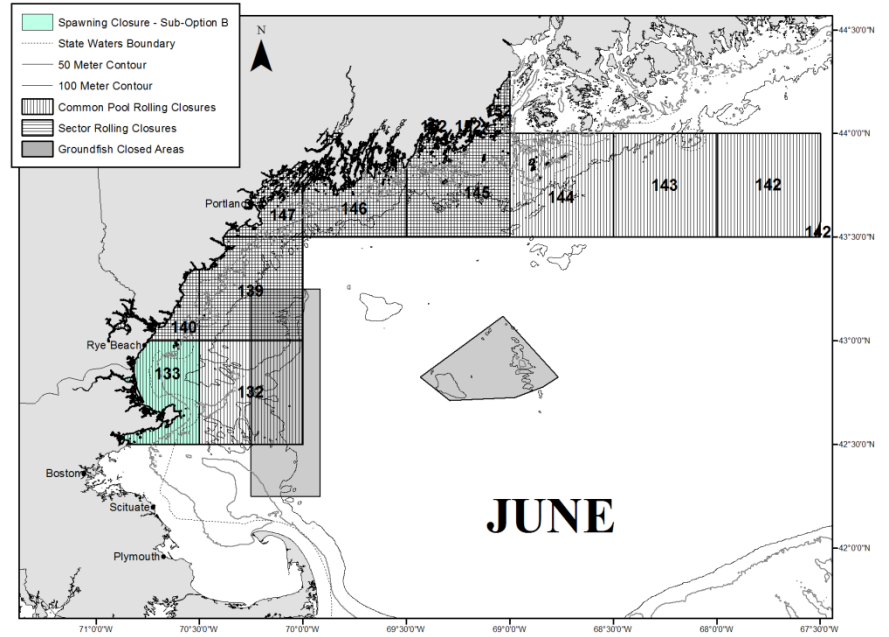 Spawning Closure - Sub-Option B
State Waters Boundary
50 Meter Contour
100 Meter Contour
Common Pool Rolling Closures
Sector Rolling Closures
Groundfish Closed Areas
N
44°30'0"N
44°0'0"N
43°30'0"N
43°0'0"N
42°30'0"N
42°0'0"N
152
152
145
144
143
142
142
Portland
147
146
139
140
Rye Beach
133
132
Boston
Scituate
Plymouth
JUNE
71°0'0"W
70°30'0"W
70°0'0"W
69°30'0"W
69°0'0"W
68°30'0"W
68°0'0"W
67°30'0"W